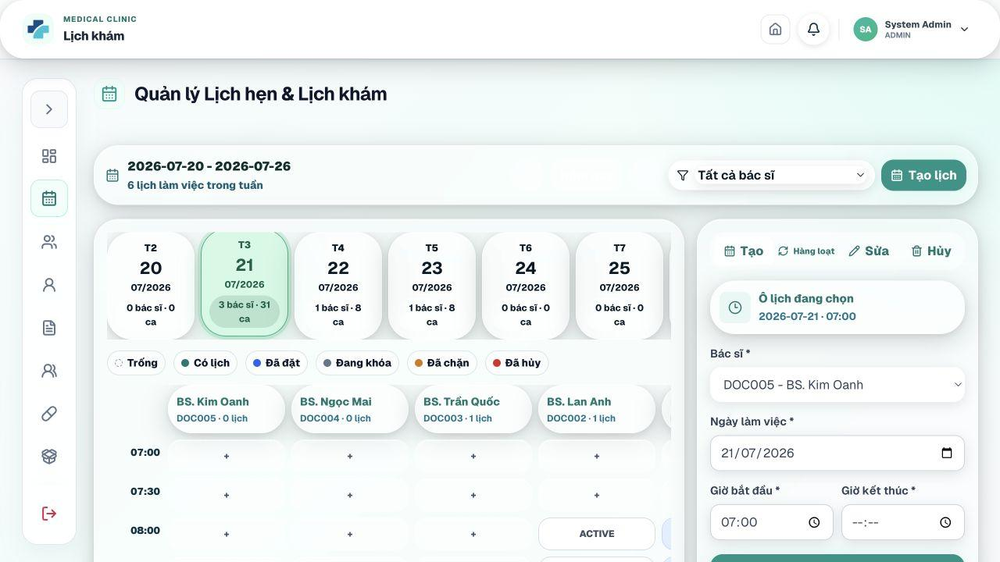 MEDICAL CLINIC
Lịch khám
SA
System Admin
ADMIN
Quản lý Lịch hẹn & Lịch khám
2026-07-20 - 2026-07-26
6 lịch làm việc trong tuần
Tất cả bác sĩ
Tạo lịch
T2
20
07/2026
0 bác sĩ · 0
ca
T3
21
07/2026
3 bác sĩ · 31
ca
T4
22
07/2026
1 bác sĩ · 8
ca
T5
23
07/2026
1 bác sĩ · 8
ca
T6
24
07/2026
0 bác sĩ · 0
ca
T7
25
07/2026
0 bác sĩ · 0
ca
Trống
Có lịch
Đã đặt
Đang khóa
Đã chặn
Đã hủy
BS. Kim Oanh
DOC005 · 0 lịch
BS. Ngọc Mai
DOC004 · 0 lịch
BS. Trần Quốc
DOC003 · 1 lịch
BS. Lan Anh
DOC002 · 1 lịch
07:00
+
+
+
+
07:30
+
+
+
+
08:00
+
+
+
ACTIVE
Tạo
Hàng loạt
Sửa
Hủy
Ô lịch đang chọn
2026-07-21 · 07:00
Bác sĩ *
DOC005 - BS. Kim Oanh
Ngày làm việc *
21/07/2026
Giờ bắt đầu *
Giờ kết thúc *
07:00
--:--